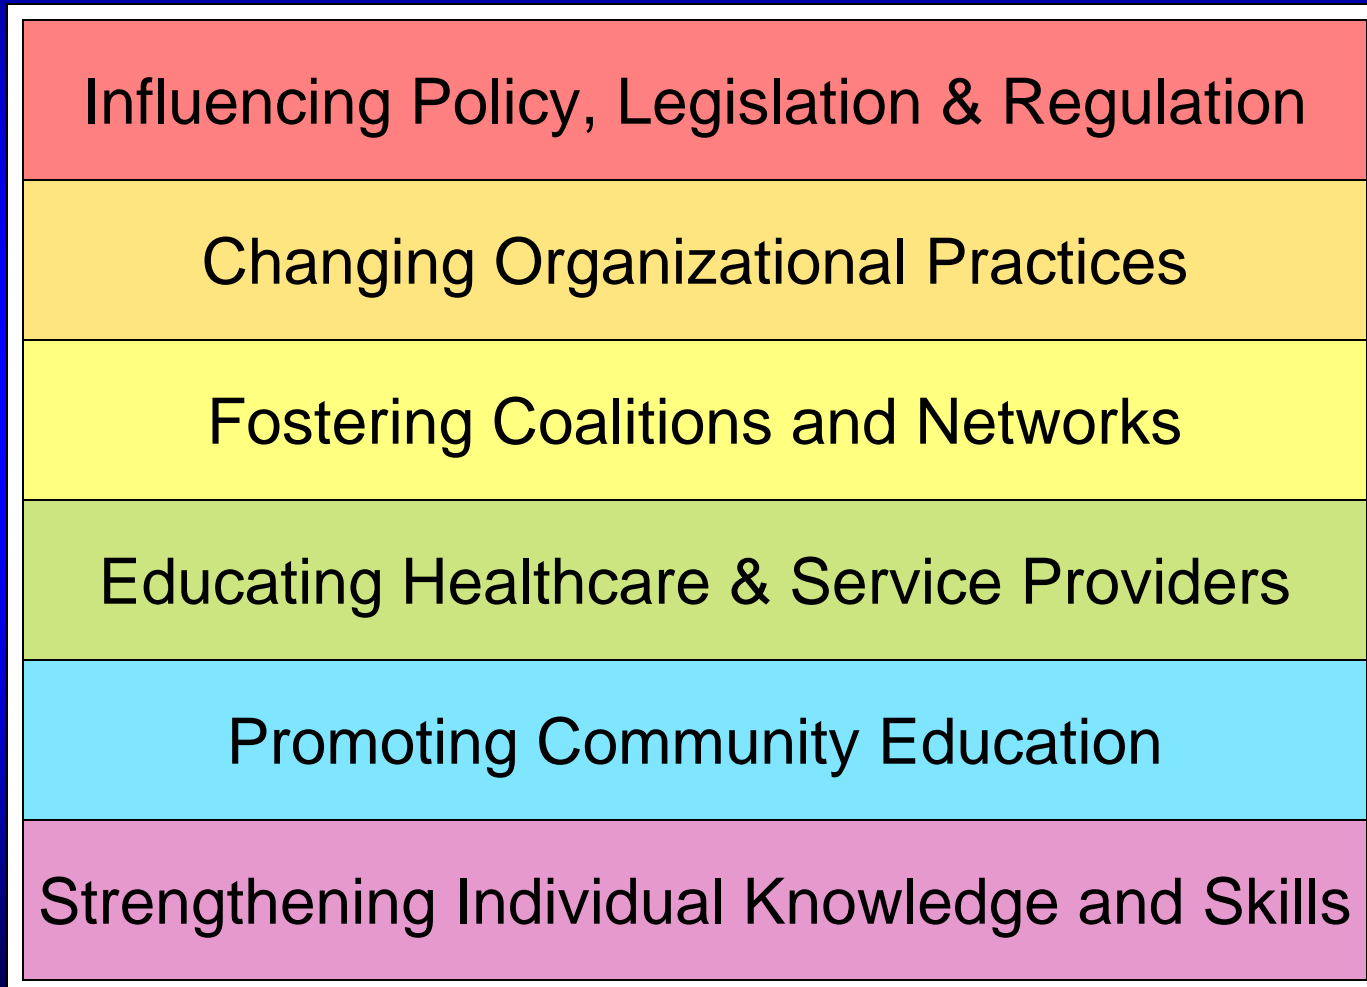 Influencing Policy, Legislation & Regulation
Changing Organizational Practices
Fostering Coalitions and Networks
Educating Healthcare & Service Providers
Promoting Community Education
Strengthening Individual Knowledge and Skills